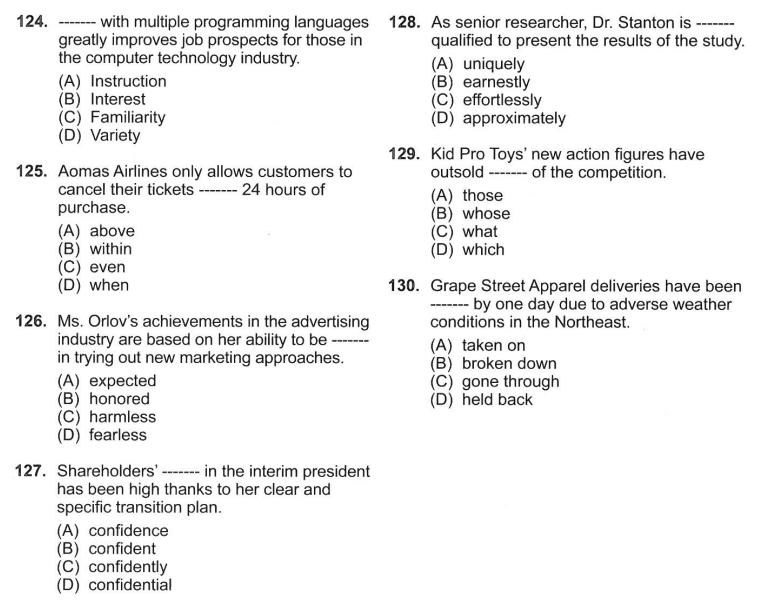 124. ------- with multiple programming languages
greatly improves job prospects for those in
the computer technology industry.
(A) Instruction
(B) Interest
(C) Familiarity
(D) Variety
125. Aomas Airlines only allows customers to
cancel their tickets ------- 24 hours of
purchase.
(A) above
(B) within
(C) even
(D) when
126. Ms. Orlov's achievements in the advertising
industry are based on her ability to be -------
in trying out new marketing approaches.
(A) expected
(B) honored
(C) harmless
(D) fearless
127. Shareholders' ------- in the interim president
has been high thanks to her clear and
specific transition plan.
(A) confidence
(B) confident
(C) confidently
(D) confidential
128. As senior researcher, Dr. Stanton is -------
qualified to present the results of the study.
(A) uniquely
(B) earnestly
(C) effortlessly
(D) approximately
129. Kid Pro Toys' new action figures have
outsold ------- of the competition.
(A) those
(B) whose
(C) what
(D) which
130. Grape Street Apparel deliveries have been
------- by one day due to adverse weather
conditions in the Northeast.
(A) taken on
(B) broken down
(C) gone through
(D) held back